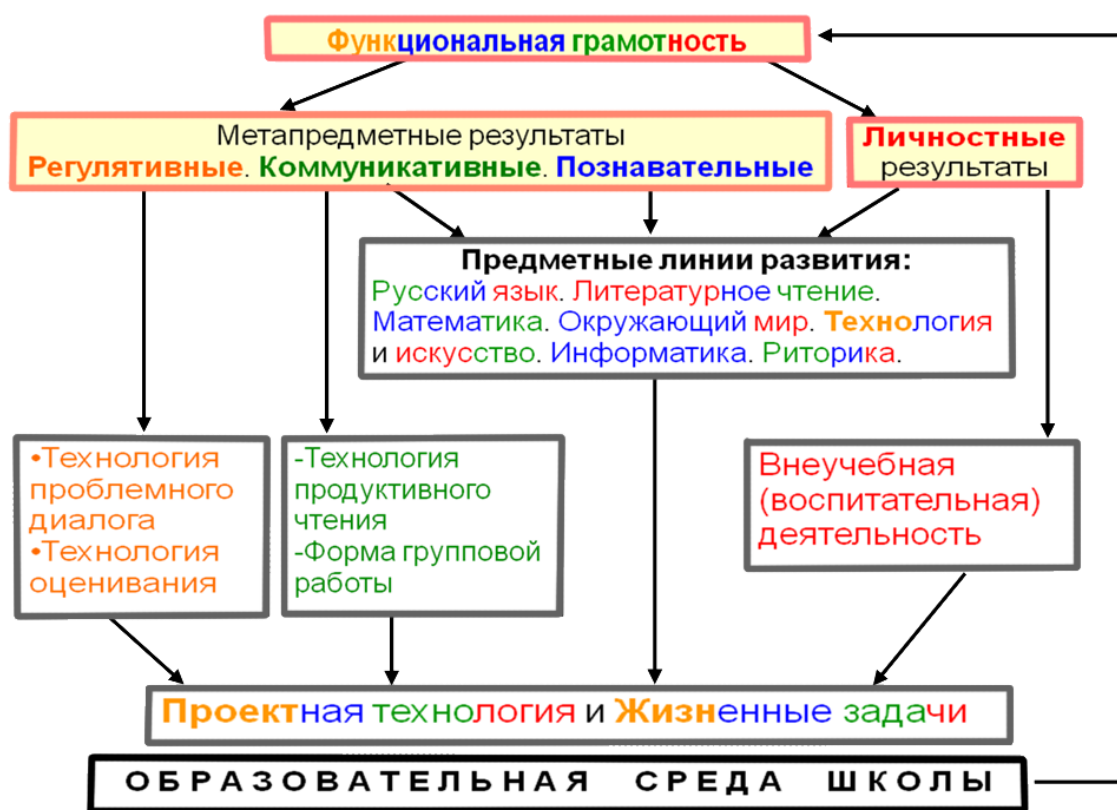 Функциональная грамотность
Метапредметные результаты
Регулятивные. Коммуникативные. Познавательные
Личностные
результаты
Предметные линии развития:
Русский язык. Литературное чтение.
Математика. Окружающий мир. Технология
и искусство. Информатика. Риторика.
•Технология
проблемного
диалога
•Технология
оценивания
-Технология
продуктивного
чтения
-Форма групповой
работы
Внеучебная
(воспитательная)
деятельность
Проектная технология и Жизненные задачи
ОБРАЗОВАТЕЛЬНАЯ СРЕДА ШКОЛЫ